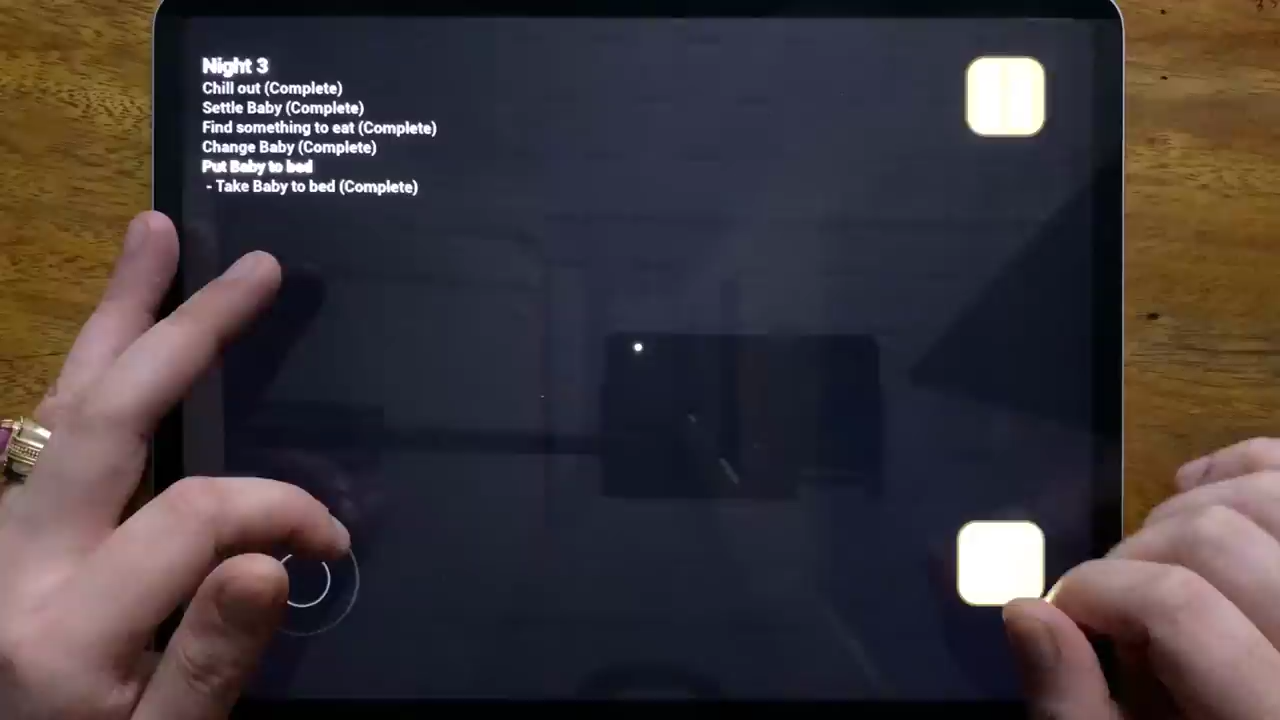 Night 3
Chill out (Complete)
Settle Baby (Complete)
Find something to eat (Complete)
Change Baby (Complete)
Put Baby to bed
- Take Baby to bed (Complete)